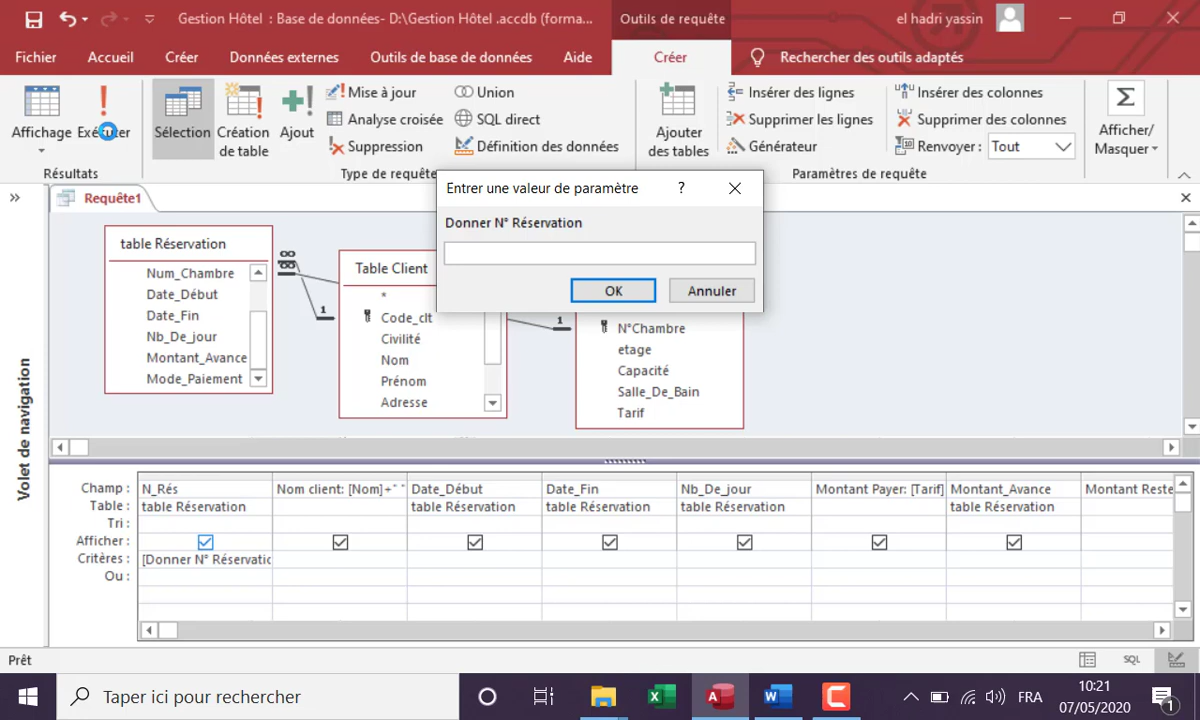 Gestion Hôtel : Base de données- D:\Gestion Hôtel .accdb (forma...
Outils de requête
el hadri yassin
Fichier
Accueil
Créer
Données externes
Outils de base de données
Aide
Créer
Rechercher des outils adaptés
Affichage
Exécuter
Résultats
Sélection
Création
de table
Ajout
Mise à jour
Analyse croisée
Suppression
Union
SQL direct
Définition des données
Type de requête
Ajouter
des tables
Insérer des lignes
Supprimer les lignes
Générateur
Insérer des colonnes
Supprimer des colonnes
Renvoyer : Tout
Paramètres de requête
Σ
Afficher/
Masquer
Requête1
Entrer une valeur de paramètre
?
Donner N° Réservation
OK
Annuler
Volet de navigation
table Réservation
Num_Chambre
Date_Début
Date_Fin
Nb_De_jour
Montant_Avance
Mode_Paiement
1
Table Client
*
Code_clt
Civilité
Nom
Prénom
Adresse
1
N°Chambre
etage
Capacité
Salle_De_Bain
Tarif
Champ : N_Rés Nom client: [Nom]+" " Date_Début Date_Fin Nb_De_jour Montant Payer: [Tarif] Montant_Avance Montant Reste
Table : table Réservation table Réservation table Réservation table Réservation table Réservation
Tri :
Afficher :
Critères : [Donner N° Réservatic
Ou :
Prêt
SQL
Taper ici pour rechercher
FRA
10:21
07/05/2020
1